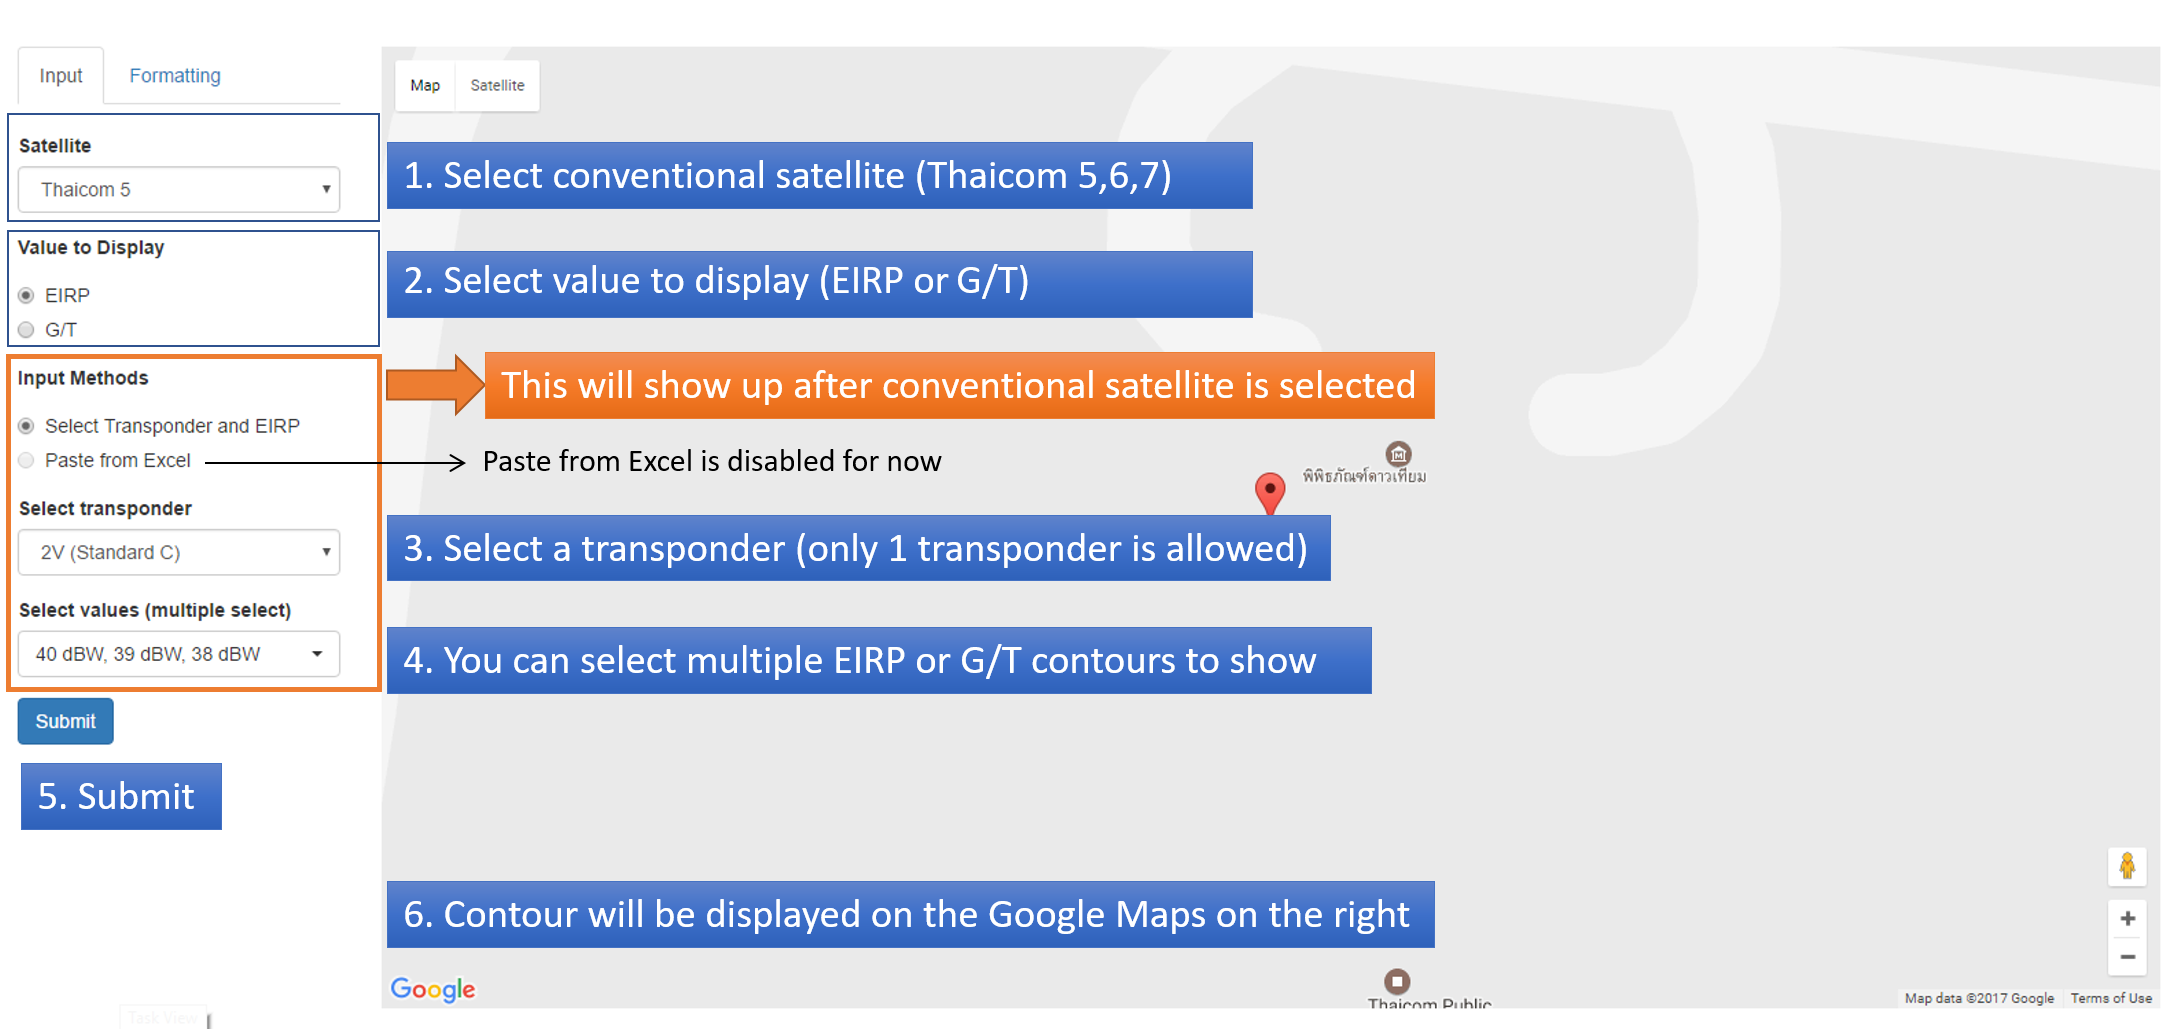 Input
Formatting
Map
Satellite
Satellite
Thaicom 5
1. Select conventional satellite (Thaicom 5,6,7)
Value to Display
EIRP
G/T
2. Select value to display (EIRP or G/T)
Input Methods
This will show up after conventional satellite is selected
Select Transponder and EIRP
Paste from Excel
Paste from Excel is disabled for now
พิพิธภัณฑ์ดาวเทียม
Select transponder
2V (Standard C)
3. Select a transponder (only 1 transponder is allowed)
Select values (multiple select)
40 dBW, 39 dBW, 38 dBW
4. You can select multiple EIRP or G/T contours to show
Submit
5. Submit
6. Contour will be displayed on the Google Maps on the right
Google
Thaicom Public
Map data ©2017 Google
Terms of Use
Task View